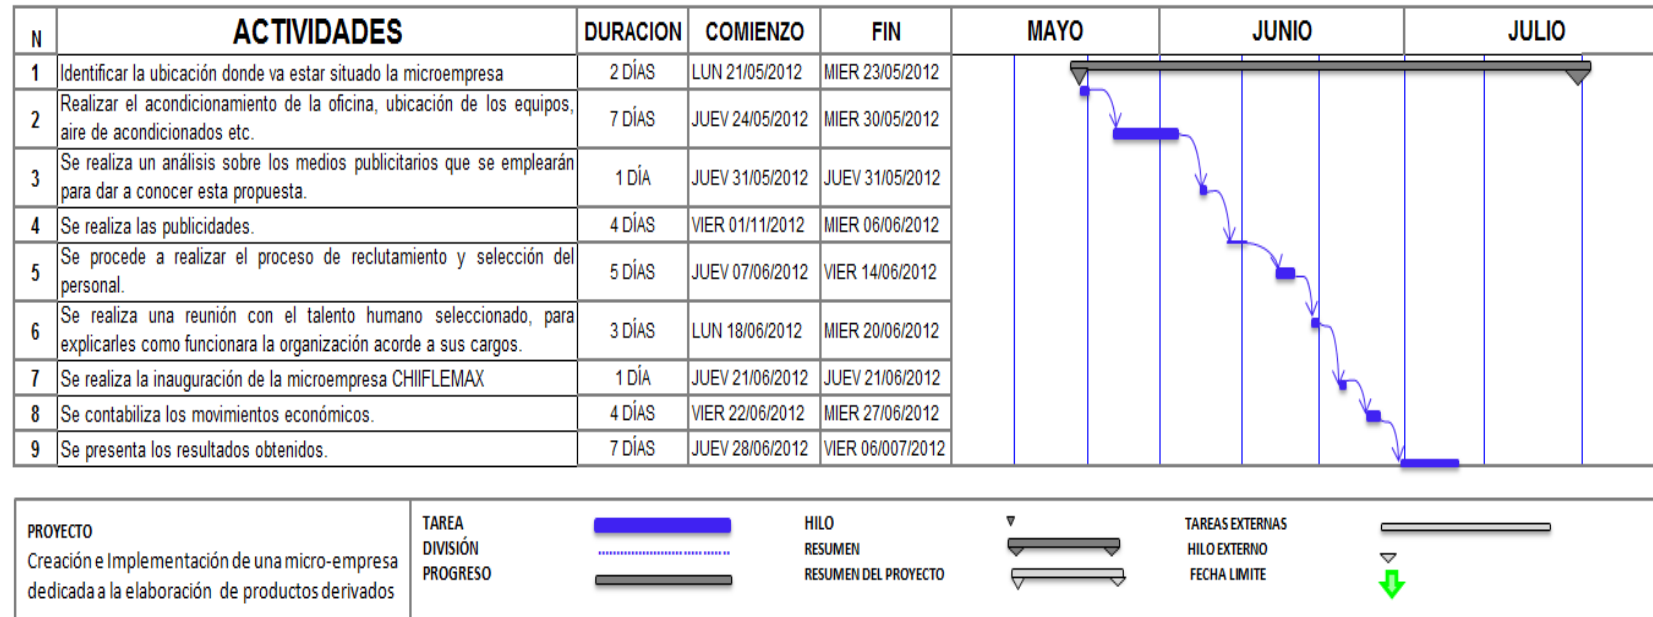 N ACTIVIDADES DURACION COMIENZO FIN MAYO JUNIO JULIO
1 Identificar la ubicación donde va estar situado la microempresa 2 DÍAS LUN 21/05/2012 MIER 23/05/2012
2 Realizar el acondicionamiento de la oficina, ubicación de los equipos,
aire de acondicionados etc. 7 DÍAS JUEV 24/05/2012 MIER 30/05/2012
3 Se realiza un análisis sobre los medios publicitarios que se emplearán
para dar a conocer esta propuesta. 1 DÍA JUEV 31/05/2012 JUEV 31/05/2012
4 Se realiza las publicidades. 4 DÍAS VIER 01/11/2012 MIER 06/06/2012
5 Se procede a realizar el proceso de reclutamiento y selección del
personal. 5 DÍAS JUEV 07/06/2012 VIER 14/06/2012
6 Se realiza una reunión con el talento humano seleccionado, para
explicarles como funcionara la organización acorde a sus cargos. 3 DÍAS LUN 18/06/2012 MIER 20/06/2012
7 Se realiza la inauguración de la microempresa CHIIFLEMAX 1 DÍA JUEV 21/06/2012 JUEV 21/06/2012
8 Se contabiliza los movimientos económicos. 4 DÍAS VIER 22/06/2012 MIER 27/06/2012
9 Se presenta los resultados obtenidos. 7 DÍAS JUEV 28/06/2012 VIER 06/007/2012
PROYECTO
Creación e Implementación de una micro-empresa
dedicada a la elaboración de productos derivados
TAREA
DIVISIÓN
PROGRESO
HILO
RESUMEN
RESUMEN DEL PROYECTO
TAREAS EXTERNAS
HILO EXTERNO
FECHA LIMITE